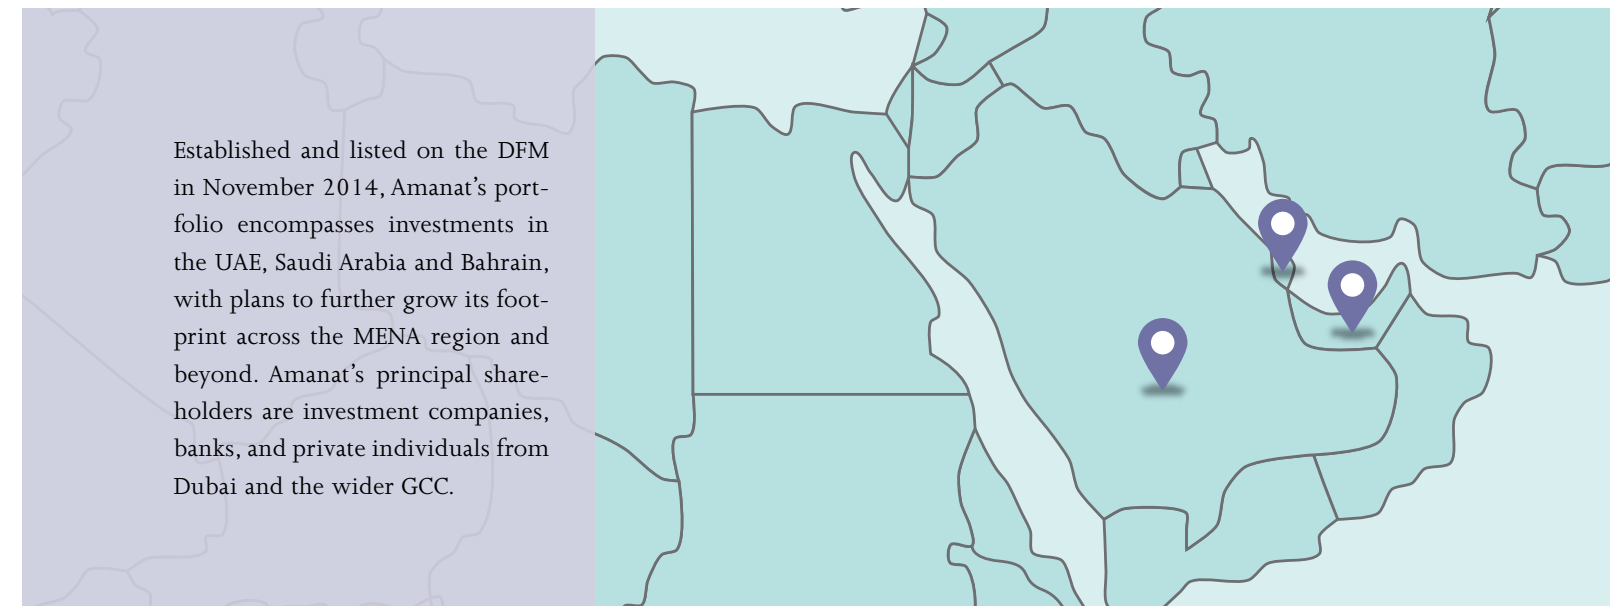 Established and listed on the DFM
in November 2014, Amanat’s port-
folio encompasses investments in
the UAE, Saudi Arabia and Bahrain,
with plans to further grow its foot-
print across the MENA region and
beyond. Amanat’s principal share-
holders are investment companies,
banks, and private individuals from
Dubai and the wider GCC.